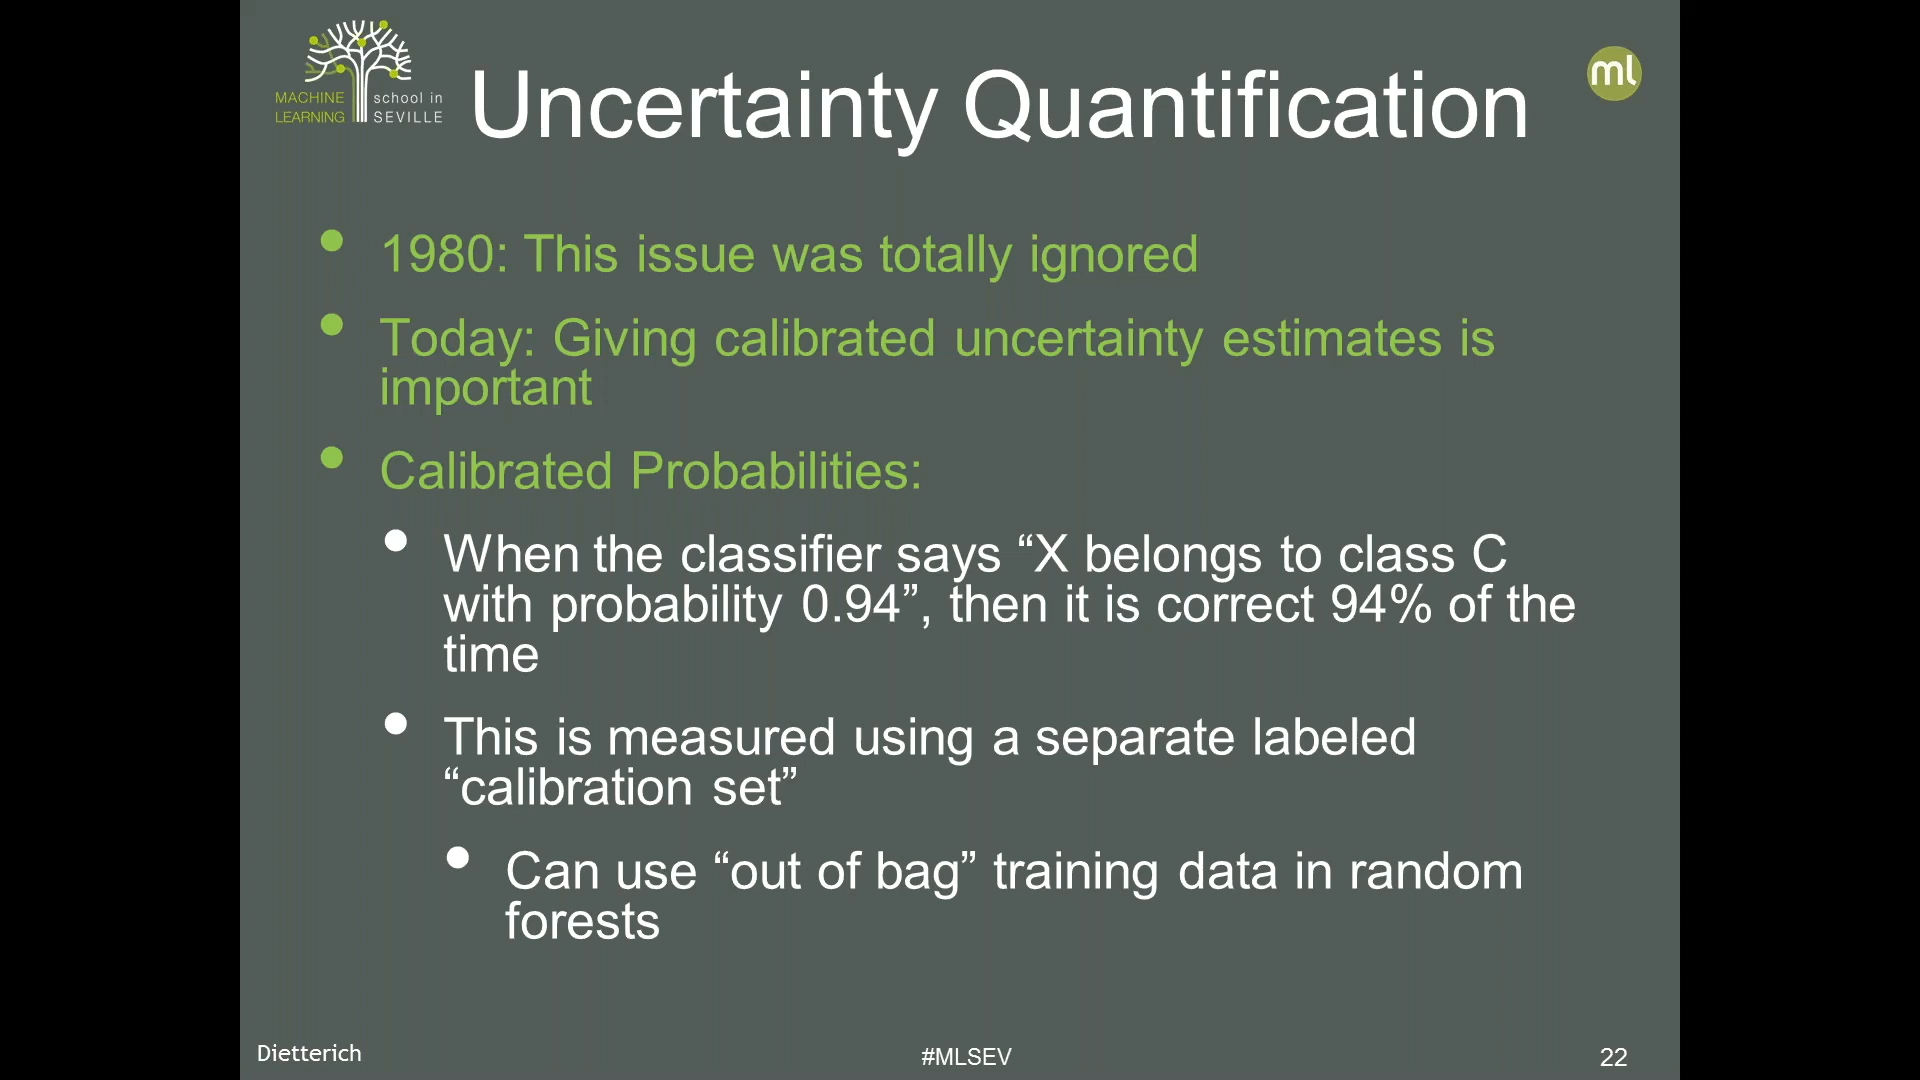 MACHINE
LEARNING
school in
SEVILLE
Uncertainty Quantification
ml
• 1980: This issue was totally ignored
• Today: Giving calibrated uncertainty estimates is
important
• Calibrated Probabilities:
• When the classifier says “X belongs to class C
with probability 0.94”, then it is correct 94% of the
time
• This is measured using a separate labeled
“calibration set”
• Can use “out of bag” training data in random
forests
Dietterich
#MLSEV
22